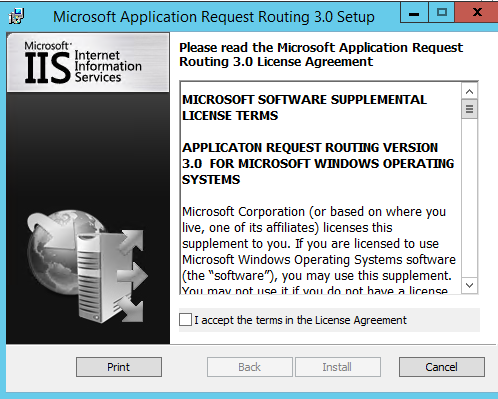 Microsoft Application Request Routing 3.0 Setup
Microsoft
IIS Internet
Information
Services
Please read the Microsoft Application Request
Routing 3.0 License Agreement
MICROSOFT SOFTWARE SUPPLEMENTAL
LICENSE TERMS
APPLICATON REQUEST ROUTING VERSION
3.0 FOR MICROSOFT WINDOWS OPERATING
SYSTEMS
Microsoft Corporation (or based on where you
live, one of its affiliates) licenses this
supplement to you. If you are licensed to use
Microsoft Windows Operating Systems software
(the “software”), you may use this supplement.
You may not use it if you do not have a license
I accept the terms in the License Agreement
Print
Back
Install
Cancel